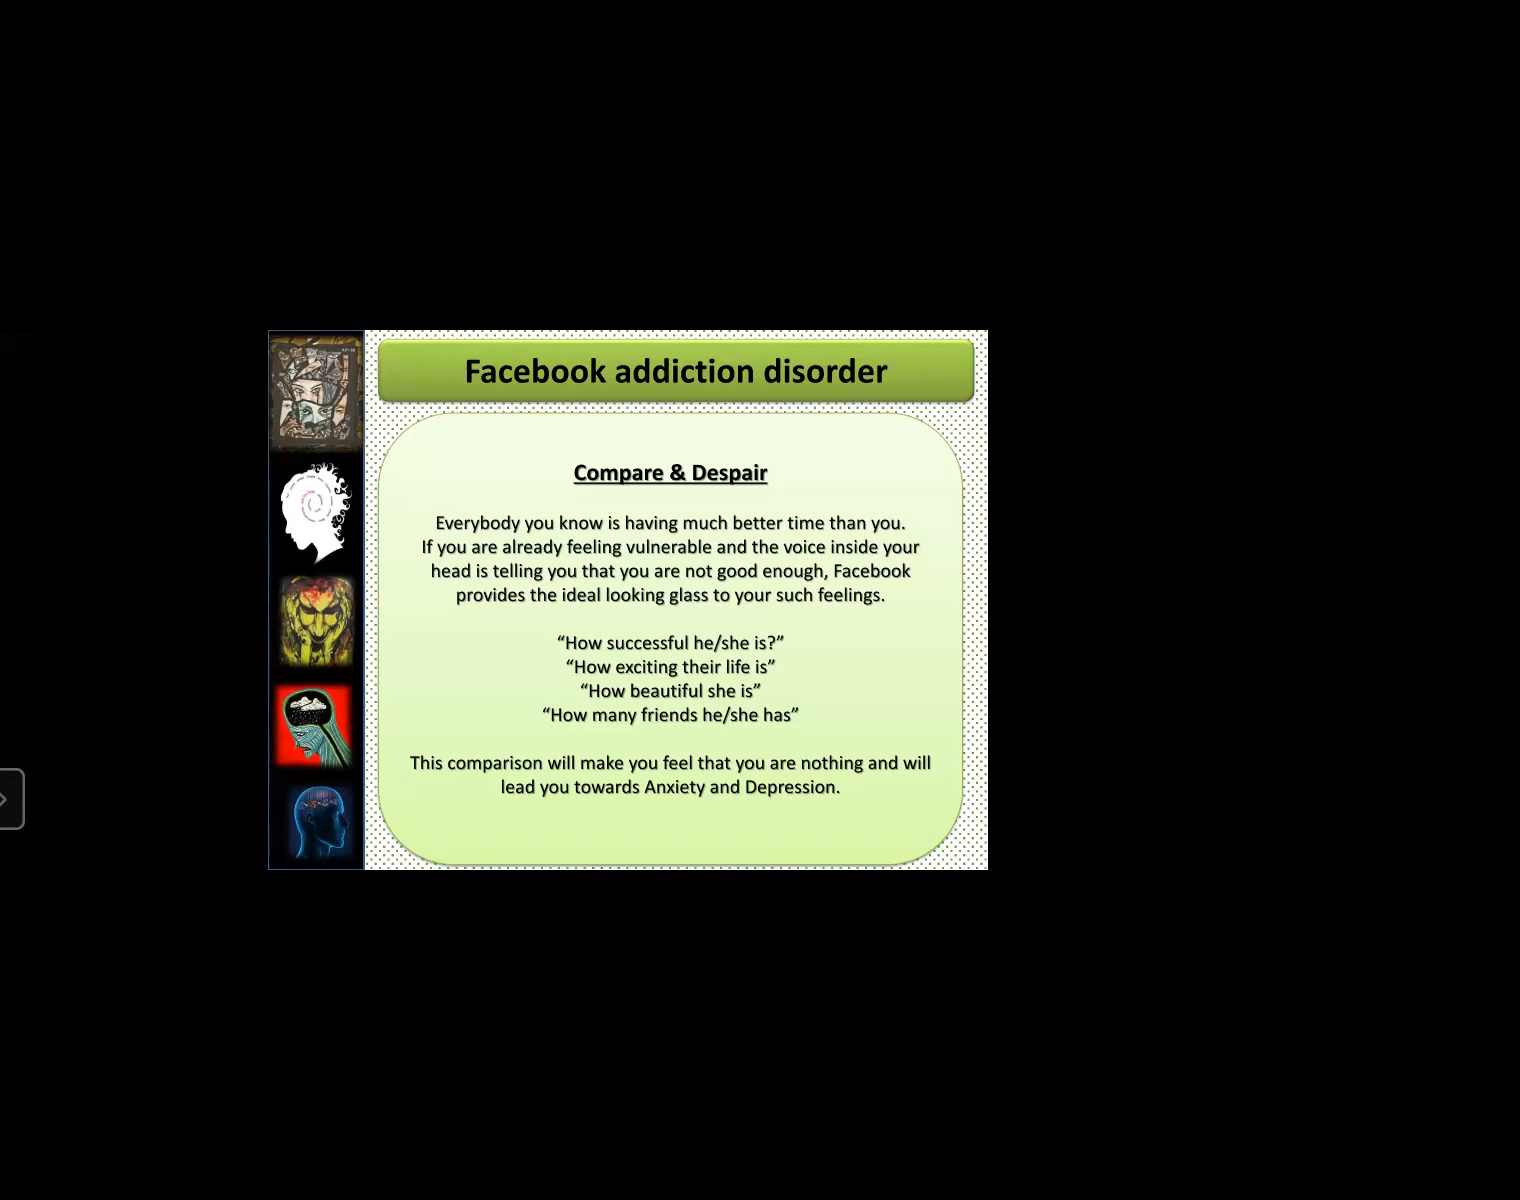 Facebook addiction disorder
Compare & Despair
Everybody you know is having much better time than you.
If you are already feeling vulnerable and the voice inside your
head is telling you that you are not good enough, Facebook
provides the ideal looking glass to your such feelings.
“How successful he/she is?”
“How exciting their life is”
“How beautiful she is”
“How many friends he/she has”
This comparison will make you feel that you are nothing and will
lead you towards Anxiety and Depression.